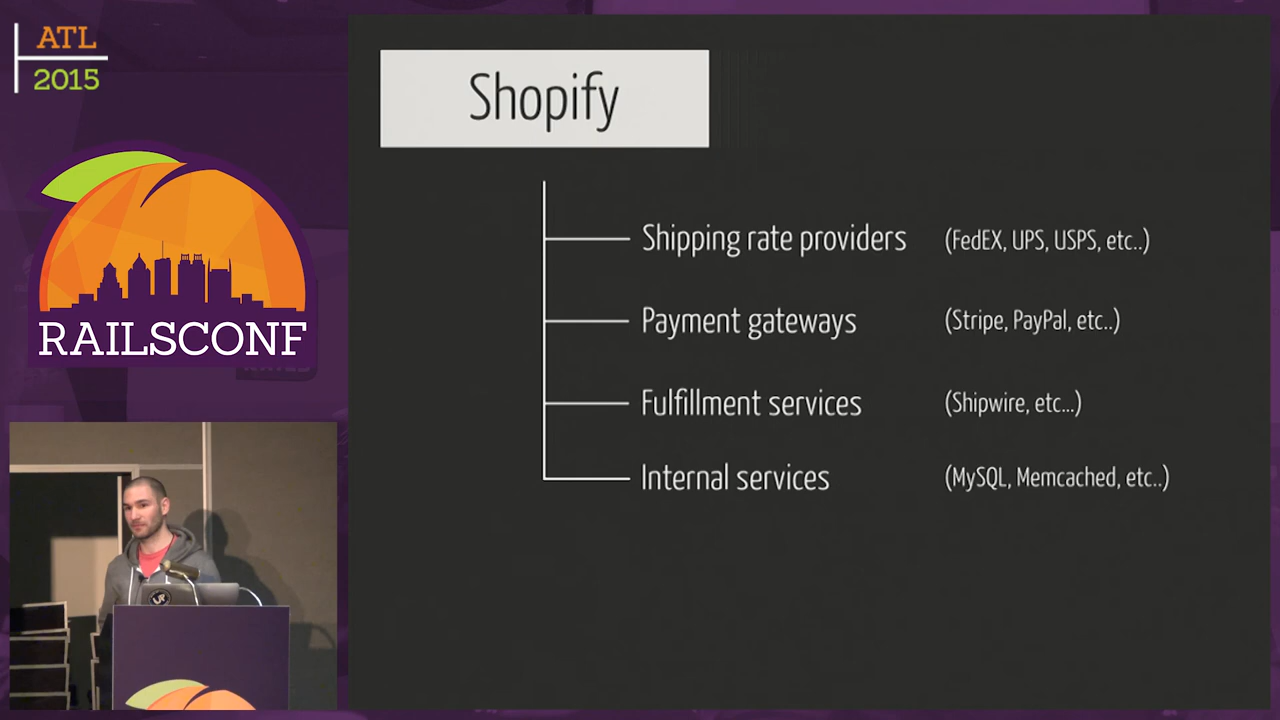 ATL
2015
RAILSCONF
Shopify
Shipping rate providers (FedEX, UPS, USPS, etc..)
Payment gateways (Stripe, PayPal, etc..)
Fulfillment services (Shipwire, etc...)
Internal services (MySQL, Memcached, etc..)